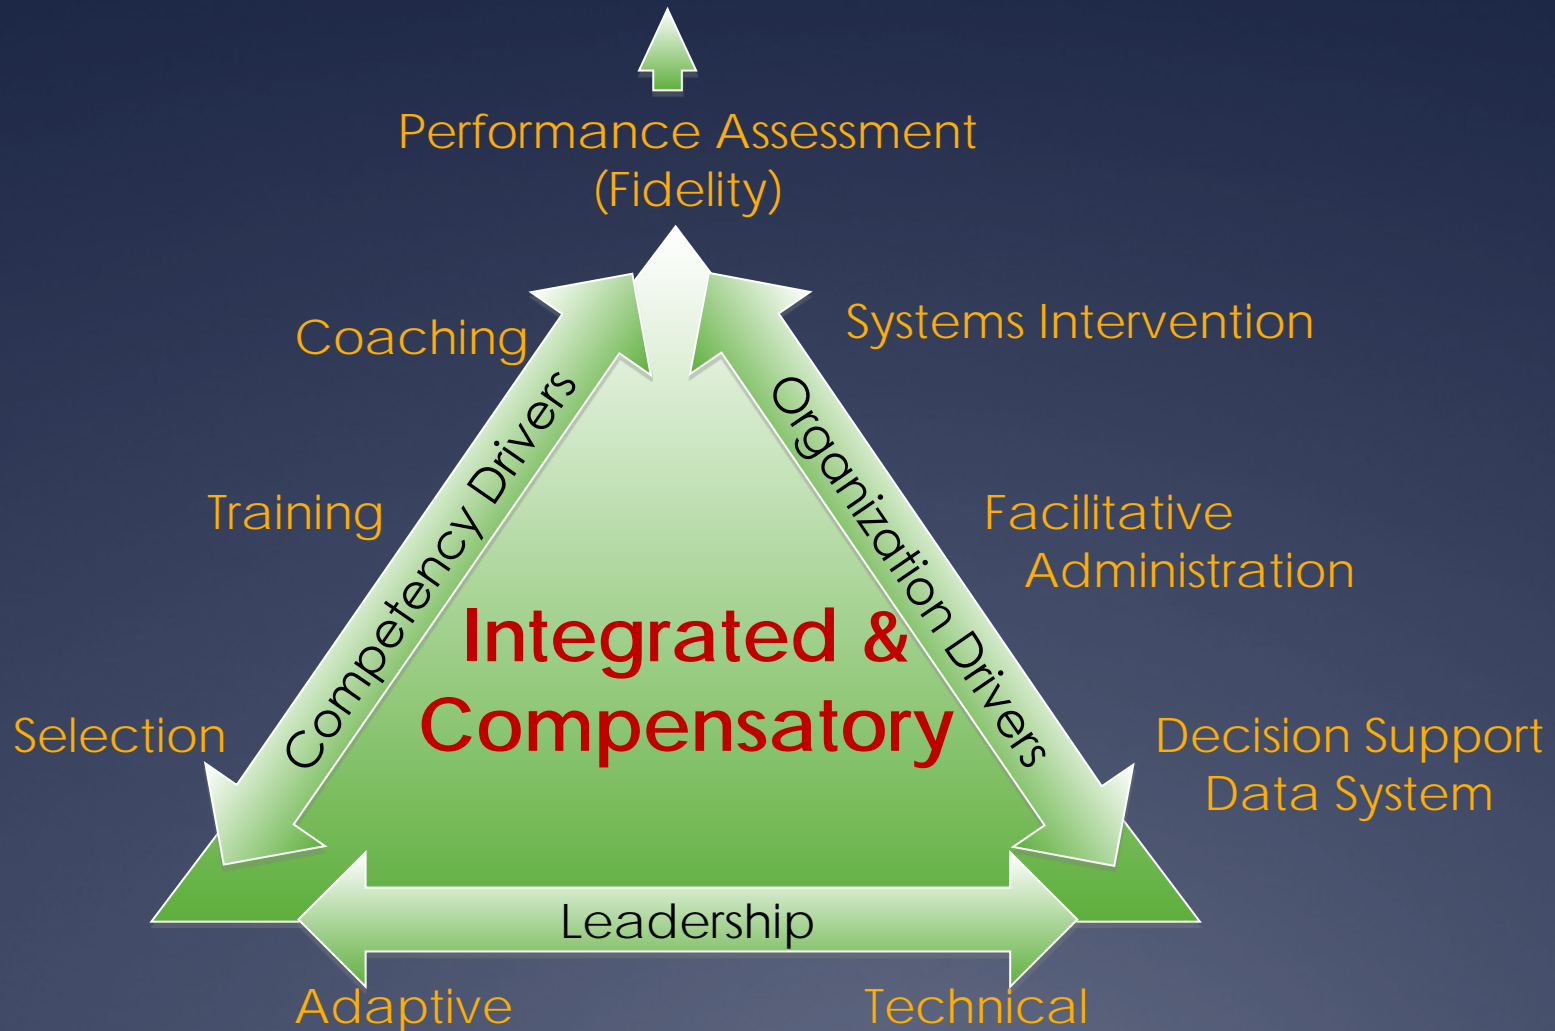 Performance Assessment
(Fidelity)
Coaching
Systems Intervention
Competency Drivers
Organization Drivers
Training
Facilitative
Administration
Integrated &
Compensatory
Selection
Decision Support
Data System
Leadership
Adaptive
Technical